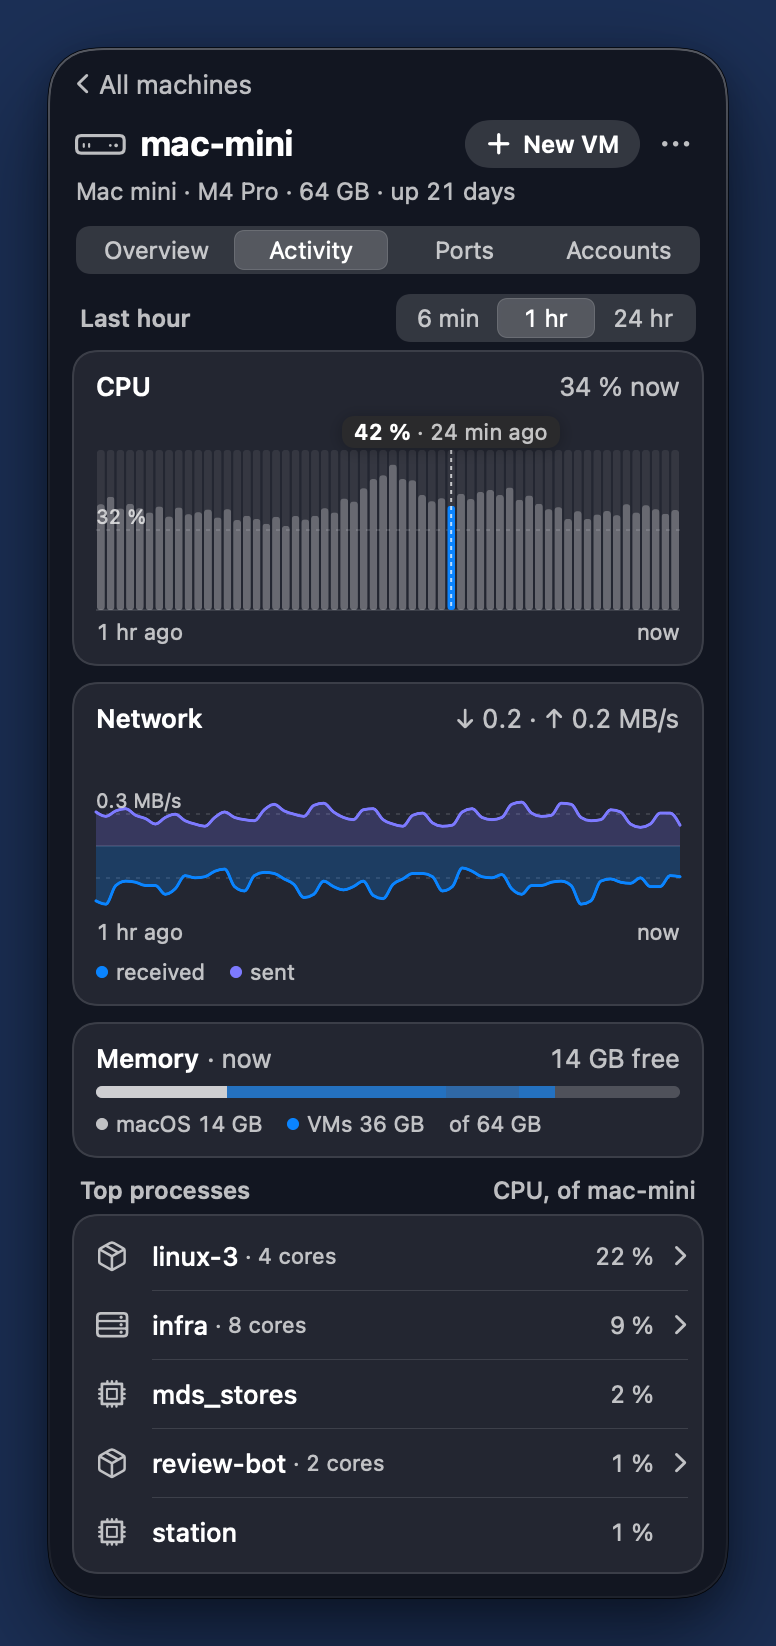 All machines
mac-mini
New VM
Mac mini · M4 Pro · 64 GB · up 21 days
Overview Activity Ports Accounts
Last hour 6 min 1 hr 24 hr
CPU 34 % now
42 % · 24 min ago
32 %
1 hr ago now
Network ↓ 0.2 · ↑ 0.2 MB/s
0.3 MB/s
1 hr ago now
received sent
Memory · now 14 GB free
macOS 14 GB VMs 36 GB of 64 GB
Top processes CPU, of mac-mini
linux-3 · 4 cores 22 %
infra · 8 cores 9 %
mds_stores 2 %
review-bot · 2 cores 1 %
station 1 %